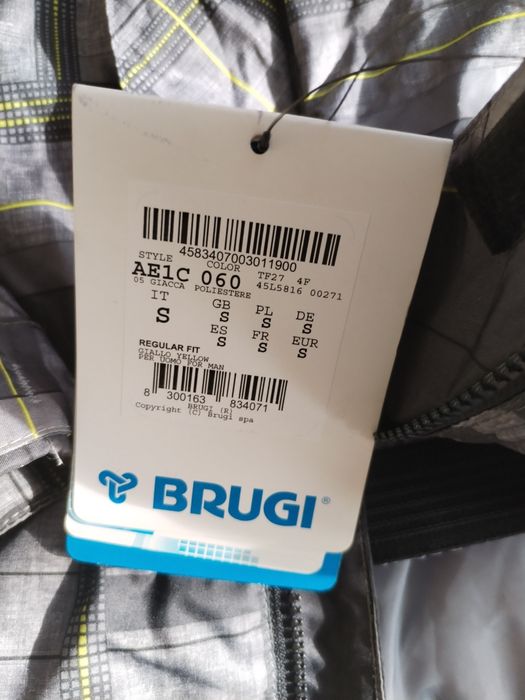 4583407003011900
STYLE COLOR TF27 4F
AE1C 060 45L5816 00271
05 GIACCA POLIESTERE
IT GB PL DE
S S S S
ES FR EUR
S S S
REGULAR FIT
GIALLO YELLOW
PER UOMO FOR MAN
8 300163 834071
BRUGI (R)
Copyright (C) Brugi spa
BRUGI®